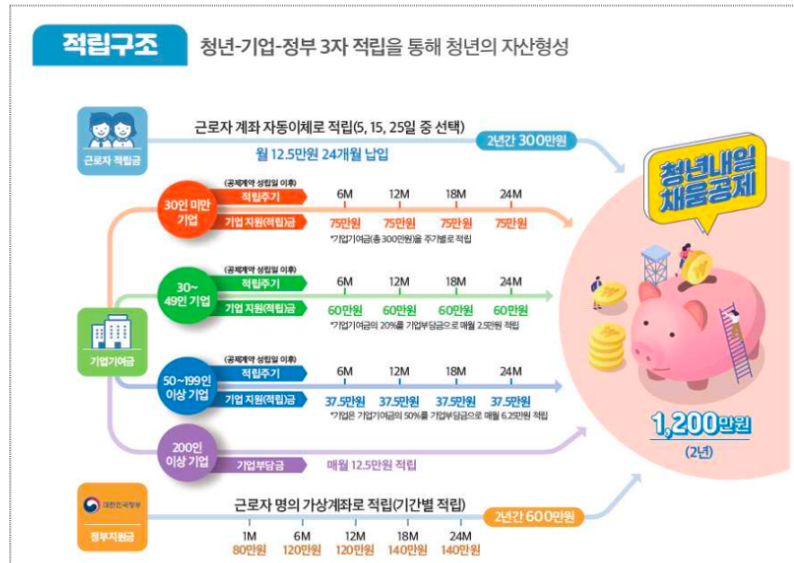 적립구조 청년-기업-정부 3자 적립을 통해 청년의 자산형성
근로자 적립금
근로자 계좌 자동이체로 적립(5, 15, 25일 중 선택)
월 12.5만원 24개월 납입
2년간 300만원
청년내일
채움공제
30인 미만
기업
(공제계약 성립일 이후)
적립주기 6M 12M 18M 24M
기업 지원(적립)금 75만원 75만원 75만원 75만원
*기업기여금(총 300만원)을 주기별로 적립
30~
49인 기업
(공제계약 성립일 이후)
적립주기 6M 12M 18M 24M
기업 지원(적립)금 60만원 60만원 60만원 60만원
*기업기여금의 20%를 기업부담금으로 매월 2.5만원 적립
기업기여금
50~199인
이상 기업
(공제계약 성립일 이후)
적립주기 6M 12M 18M 24M
기업 지원(적립)금 37.5만원 37.5만원 37.5만원 37.5만원
*기업은 기업기여금의 50%를 기업부담금으로 매월 6.25만원 적립
200인
이상 기업
기업부담금 매월 12.5만원 적립
1,200만원
(2년)
대한민국정부
정부지원금
근로자 명의 가상계좌로 적립(기간별 적립)
2년간 600만원
1M 6M 12M 18M 24M
80만원 120만원 120만원 140만원 140만원